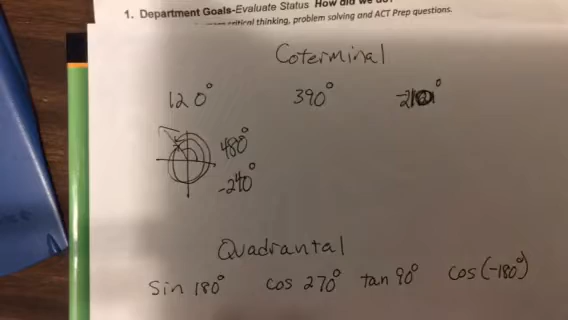 1. Department Goals-Evaluate Status How did we do?
critical thinking, problem solving and ACT Prep questions.
Coterminal
120° 390° -210°
480°
-240°
Quadrantal
sin 180° cos 270° tan 90° cos(-180°)